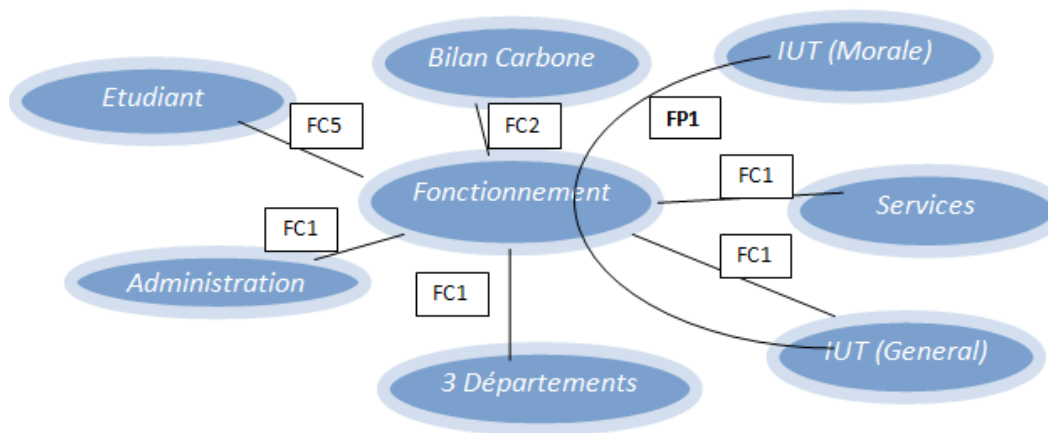 Bilan Carbone
IUT (Morale)
Etudiant
FC5
FC2
FP1
Fonctionnement
FC1
Services
FC1
Administration
FC1
FC1
IUT (General)
3 Départements